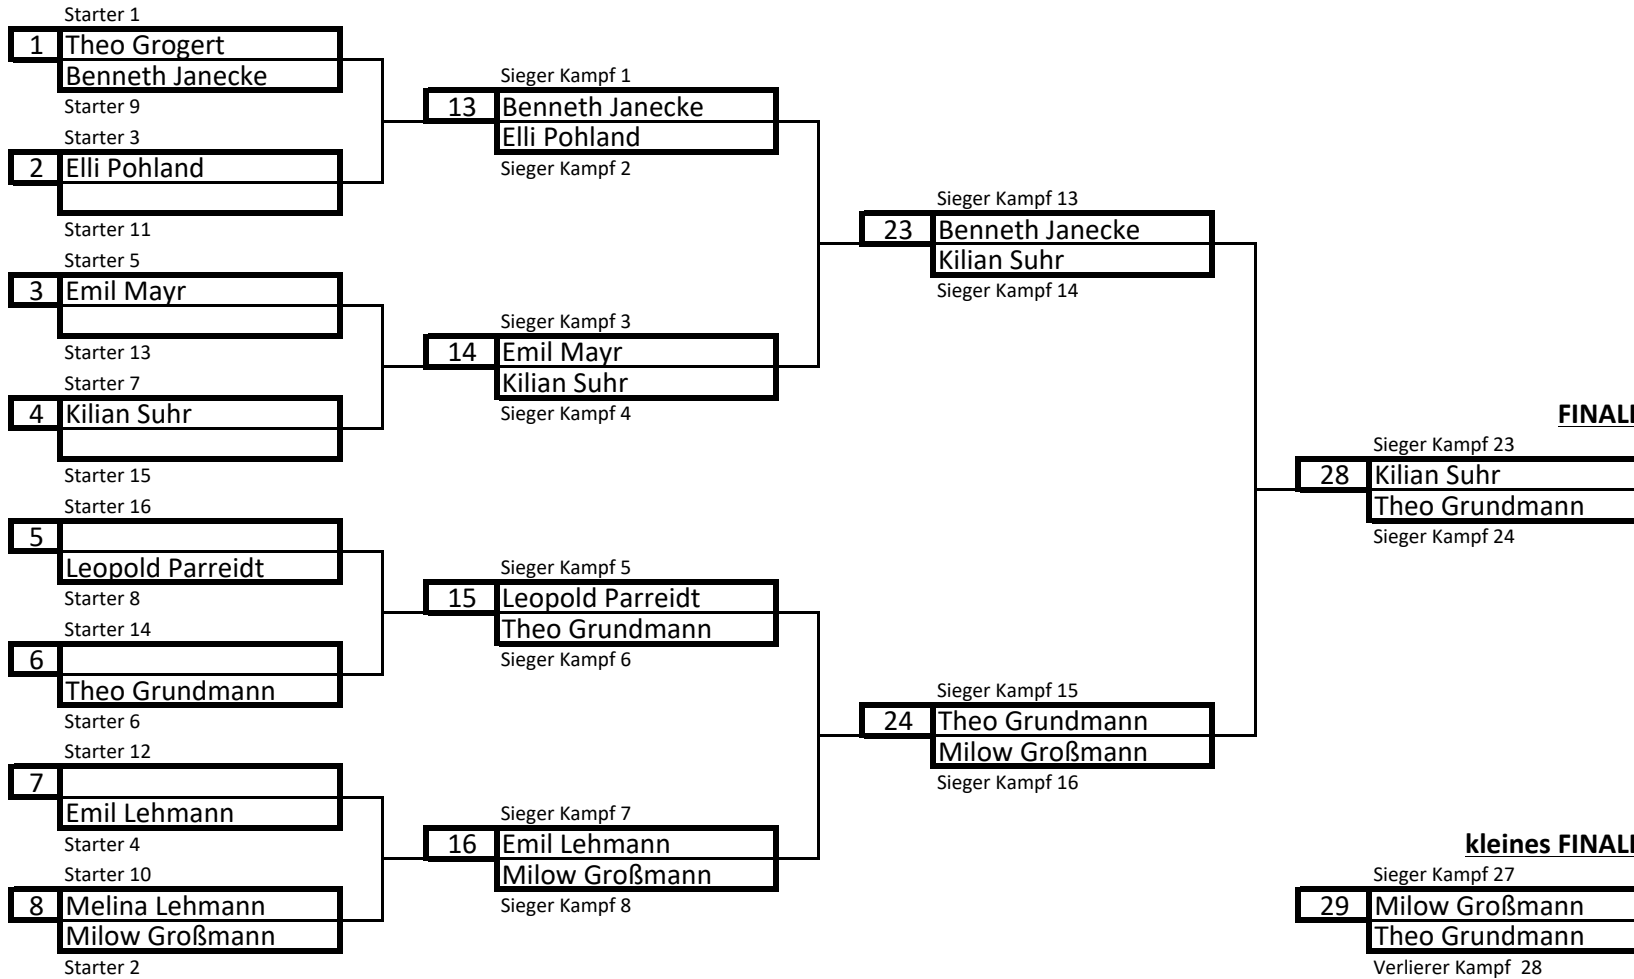 Starter 1
1 Theo Grogert
Benneth Janecke
Starter 9
Starter 3
2 Elli Pohland
Starter 11
Starter 5
3 Emil Mayr
Starter 13
Starter 7
4 Kilian Suhr
Starter 15
Starter 16
5
Leopold Parreidt
Starter 8
Starter 14
6
Theo Grundmann
Starter 6
Starter 12
7
Emil Lehmann
Starter 4
Starter 10
8 Melina Lehmann
Milow Großmann
Starter 2
Sieger Kampf 1
13 Benneth Janecke
Elli Pohland
Sieger Kampf 2
Sieger Kampf 3
14 Emil Mayr
Kilian Suhr
Sieger Kampf 4
Sieger Kampf 5
15 Leopold Parreidt
Theo Grundmann
Sieger Kampf 6
Sieger Kampf 7
16 Emil Lehmann
Milow Großmann
Sieger Kampf 8
Sieger Kampf 13
23 Benneth Janecke
Kilian Suhr
Sieger Kampf 14
Sieger Kampf 15
24 Theo Grundmann
Milow Großmann
Sieger Kampf 16
FINAL
Sieger Kampf 23
28 Kilian Suhr
Theo Grundmann
Sieger Kampf 24
kleines FINAL
Sieger Kampf 27
29 Milow Großmann
Theo Grundmann
Verlierer Kampf 28